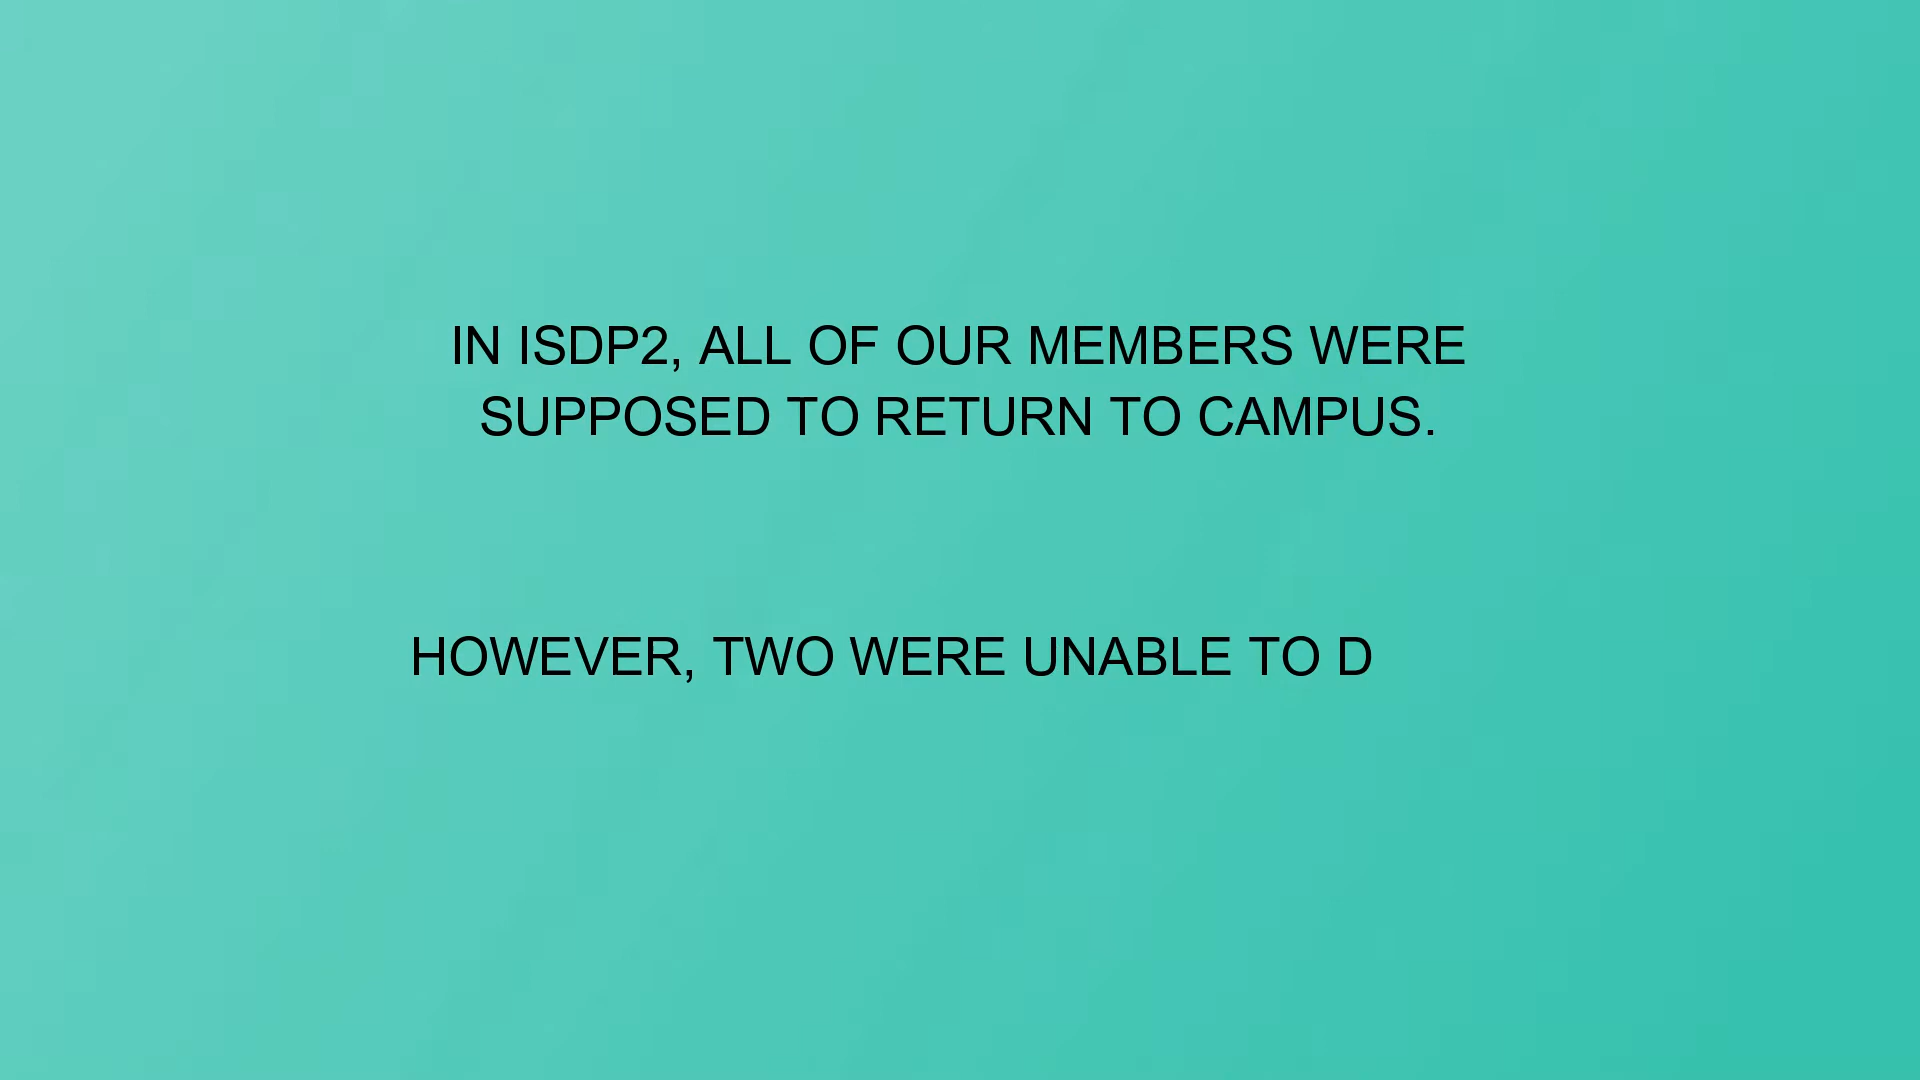 IN ISDP2, ALL OF OUR MEMBERS WERE
SUPPOSED TO RETURN TO CAMPUS.
HOWEVER, TWO WERE UNABLE TO D